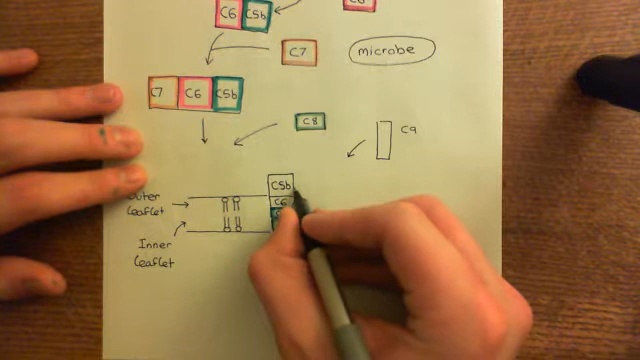 C6 C5b
C7
microbe
C7 C6 C5b
C8
C9
C5b
C6
Outer
Leaflet
Inner
Leaflet